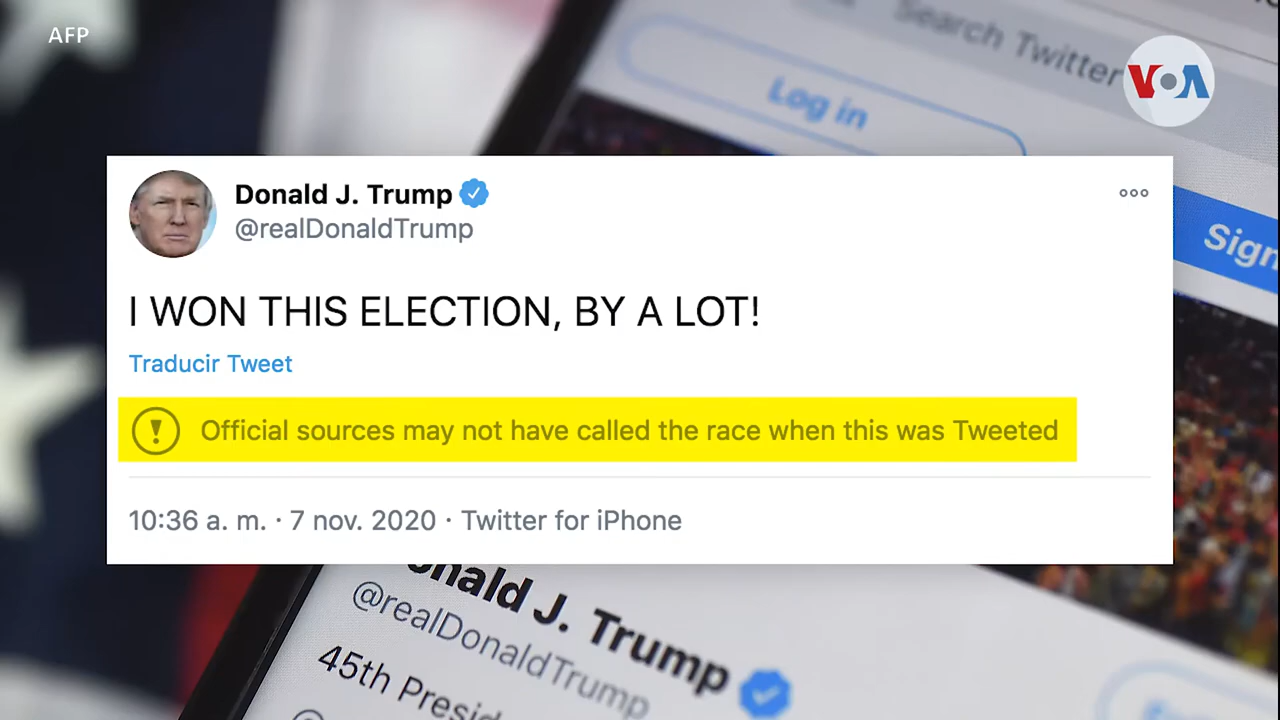 AFP
Search Twitter
VOA
Log in
Donald J. Trump
@realDonaldTrump
Sign
I WON THIS ELECTION, BY A LOT!
Traducir Tweet
Official sources may not have called the race when this was Tweeted
10:36 a. m. · 7 nov. 2020 · Twitter for iPhone
Donald J. Trump
@realDonaldTrump
45th Presid